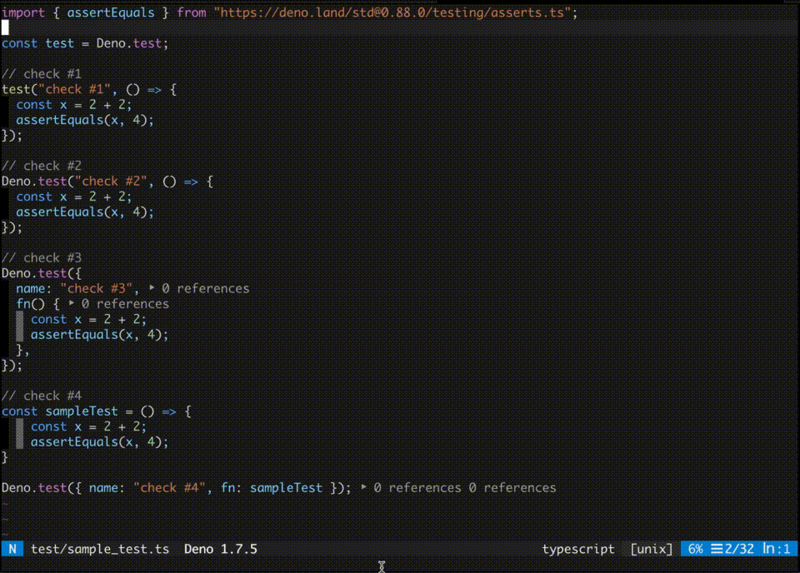 import { assertEquals } from "https://deno.land/std@0.88.0/testing/asserts.ts";
const test = Deno.test;
// check #1
test("check #1", () => {
  const x = 2 + 2;
  assertEquals(x, 4);
});
// check #2
Deno.test("check #2", () => {
  const x = 2 + 2;
  assertEquals(x, 4);
});
// check #3
Deno.test({
  name: "check #3", ‣ 0 references
  fn() { ‣ 0 references
    const x = 2 + 2;
    assertEquals(x, 4);
  },
});
// check #4
const sampleTest = () => {
    const x = 2 + 2;
    assertEquals(x, 4);
}
Deno.test({ name: "check #4", fn: sampleTest }); ‣ 0 references 0 references
~
~
~
N test/sample_test.ts Deno 1.7.5 typescript [unix] 6% ☰2/32 ln:1